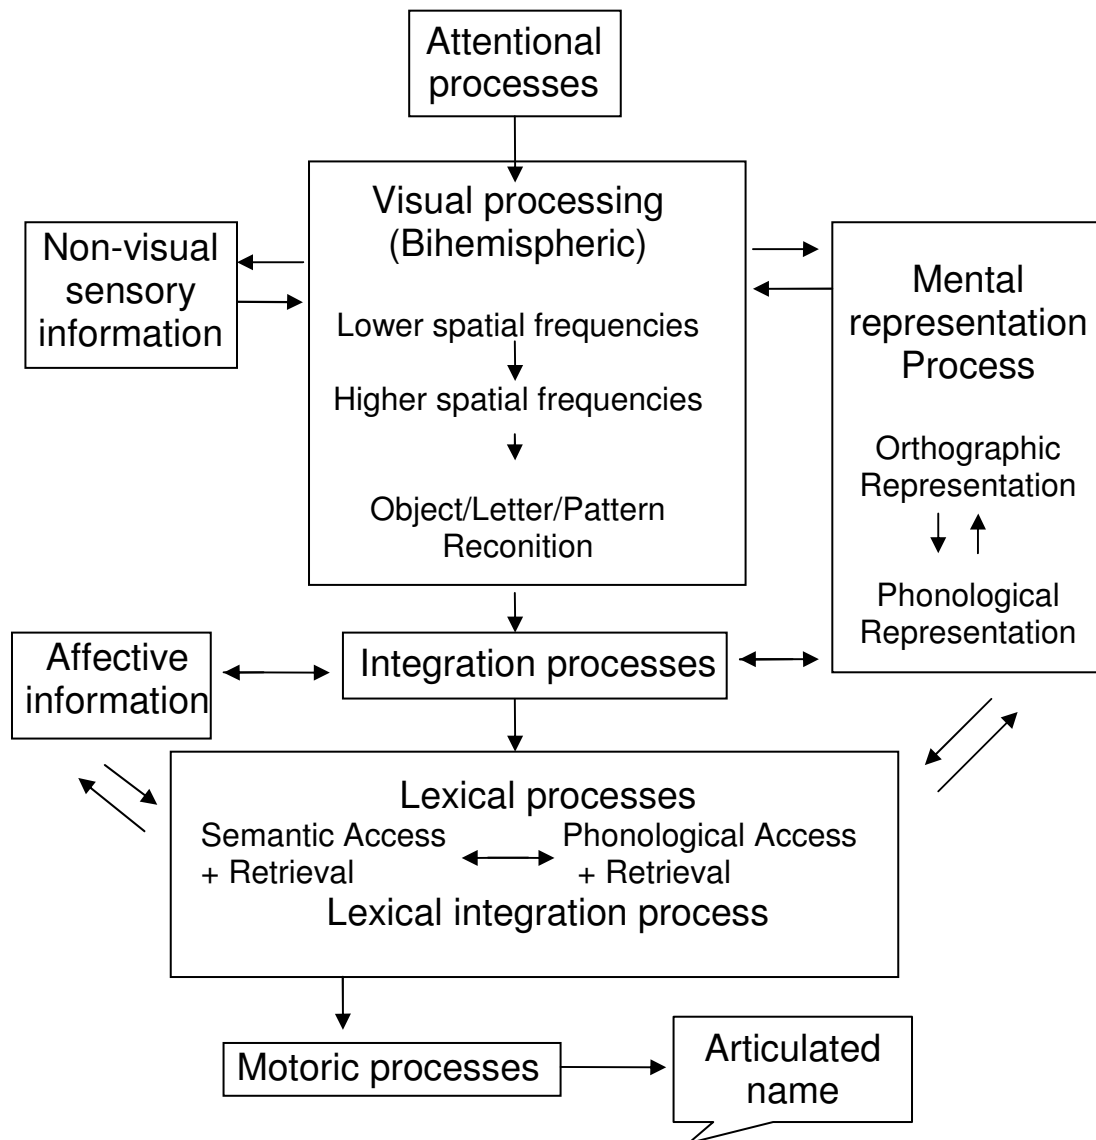 Attentional
processes
Visual processing
(Bihemispheric)
Lower spatial frequencies
Higher spatial frequencies
Object/Letter/Pattern
Reconition
Non-visual
sensory
information
Mental
representation
Process
Orthographic
Representation
Phonological
Representation
Affective
information
Integration processes
Lexical processes
Semantic Access
+ Retrieval
Phonological Access
+ Retrieval
Lexical integration process
Motoric processes
Articulated
name